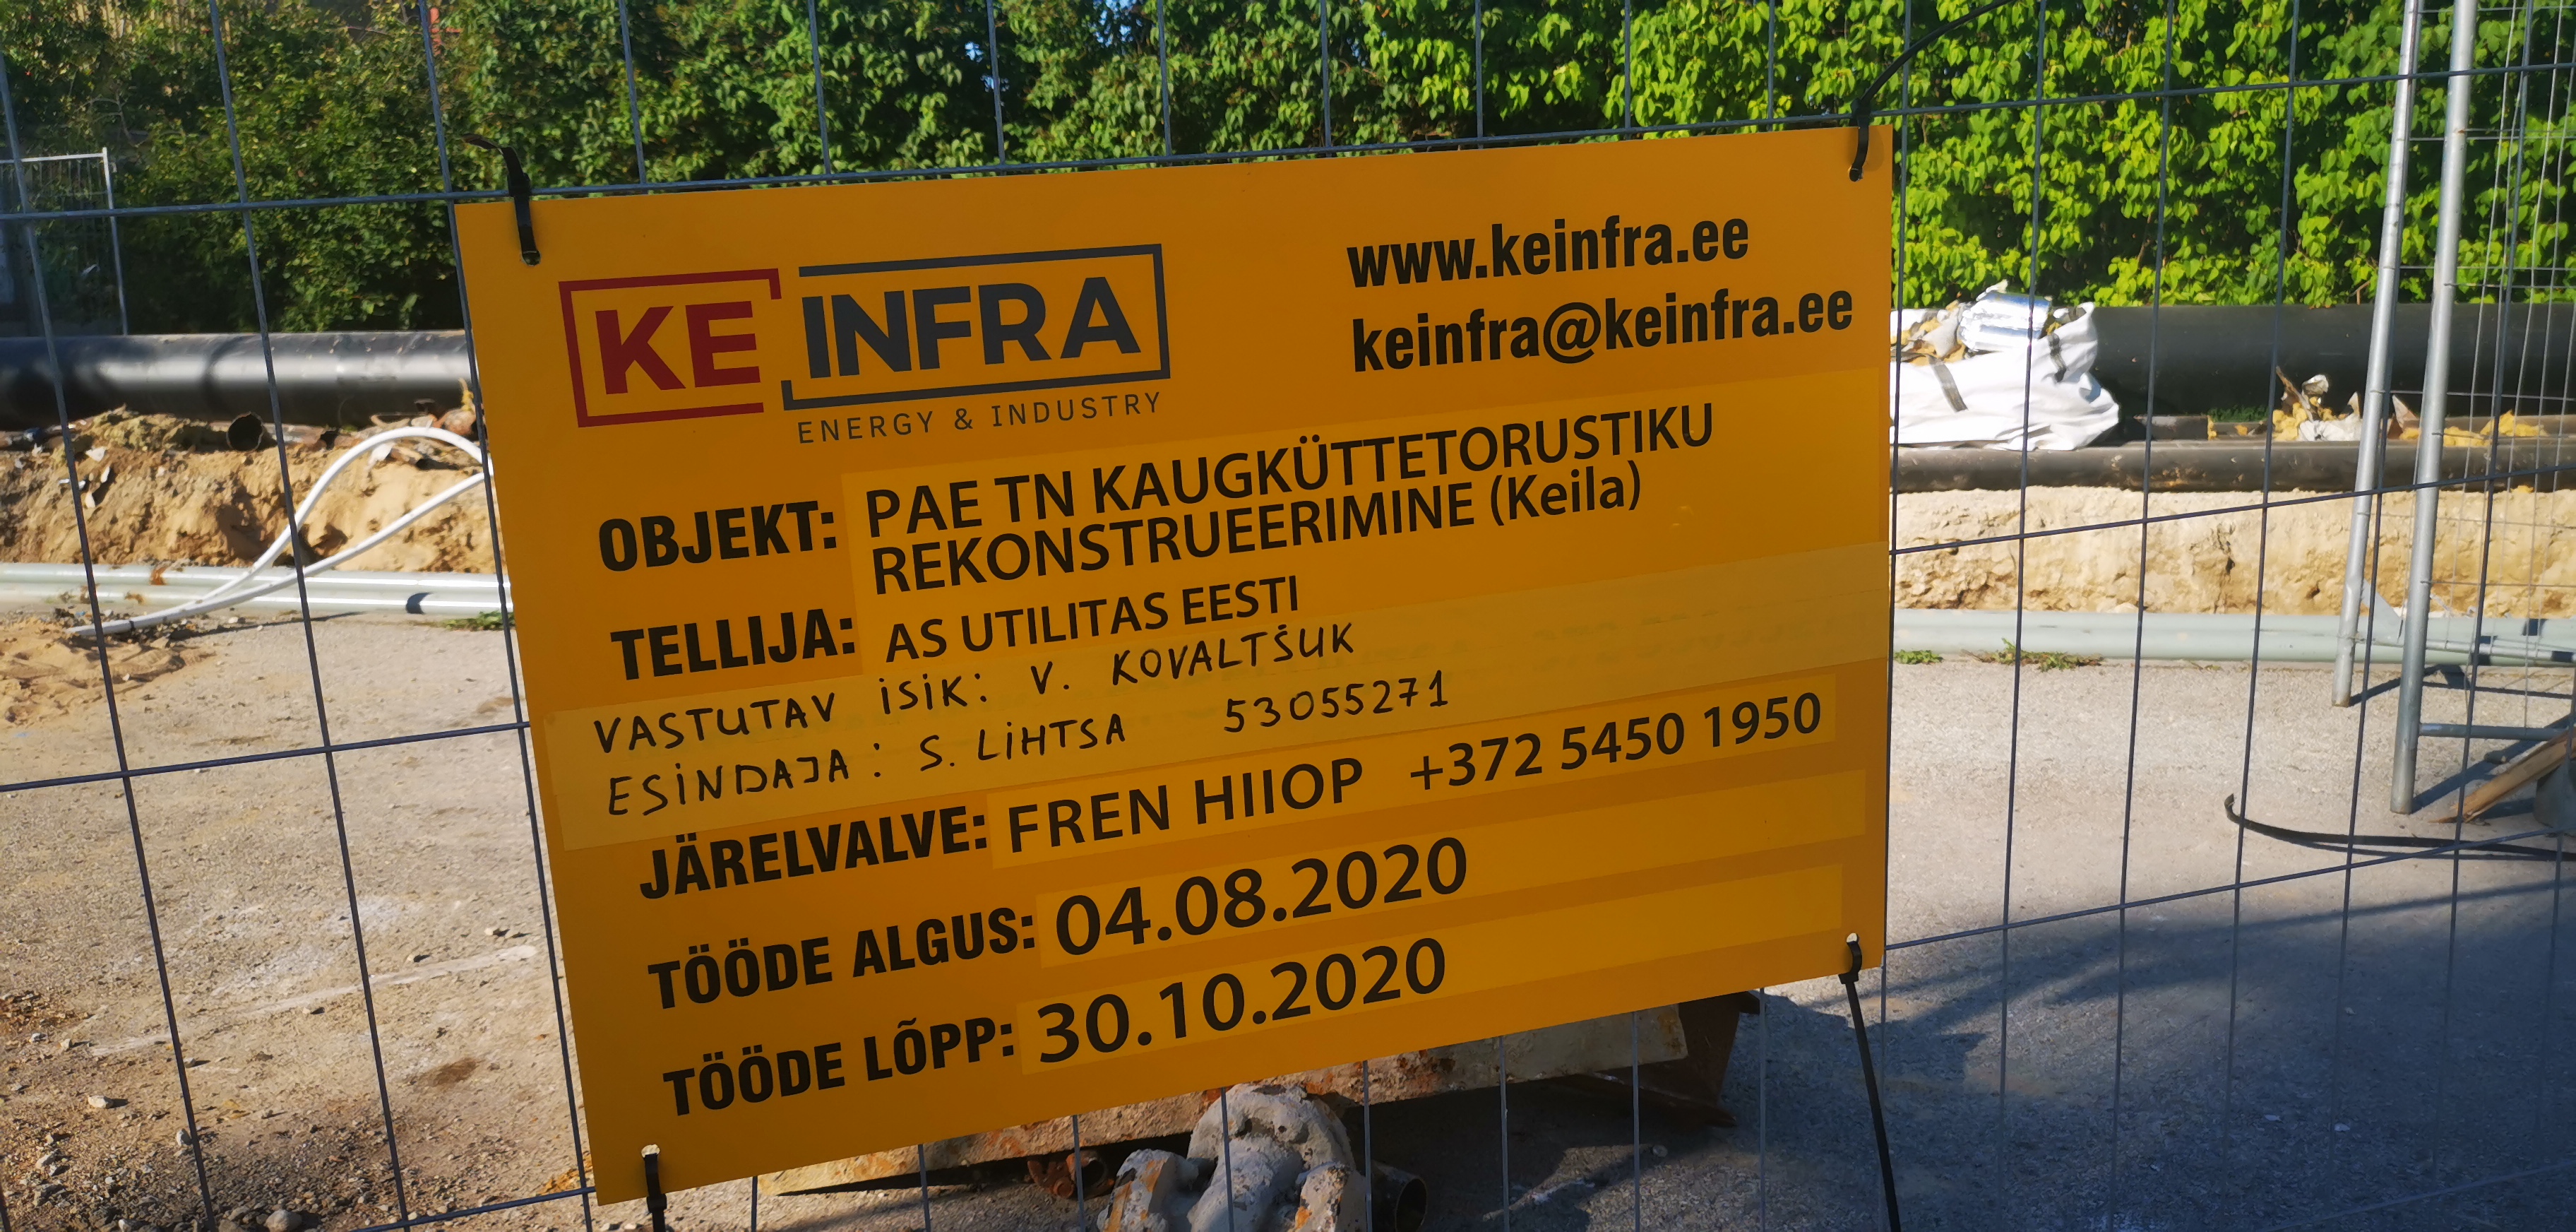 KE INFRA
ENERGY & INDUSTRY
www.keinfra.ee
keinfra@keinfra.ee
OBJEKT: PAE TN KAUGKÜTTETORUSTIKU
REKONSTRUEERIMINE (Keila)
TELLIJA: AS UTILITAS EESTI
VASTUTAV ISIK: V. KOVALTŠUK
ESINDAJA: S. LIHTSA 53055271
JÄRELVALVE: FREN HIIOP +372 5450 1950
TÖÖDE ALGUS: 04.08.2020
TÖÖDE LÕPP: 30.10.2020